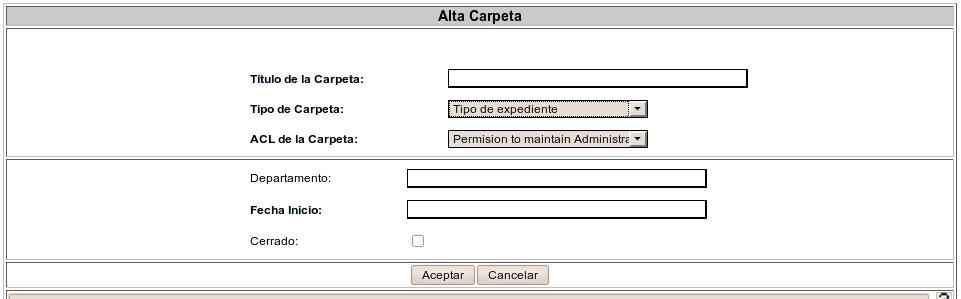 Alta Carpeta
Título de la Carpeta:
Tipo de Carpeta: Tipo de expediente
ACL de la Carpeta: Permision to maintain Administra
Departamento:
Fecha Inicio:
Cerrado:
Aceptar Cancelar